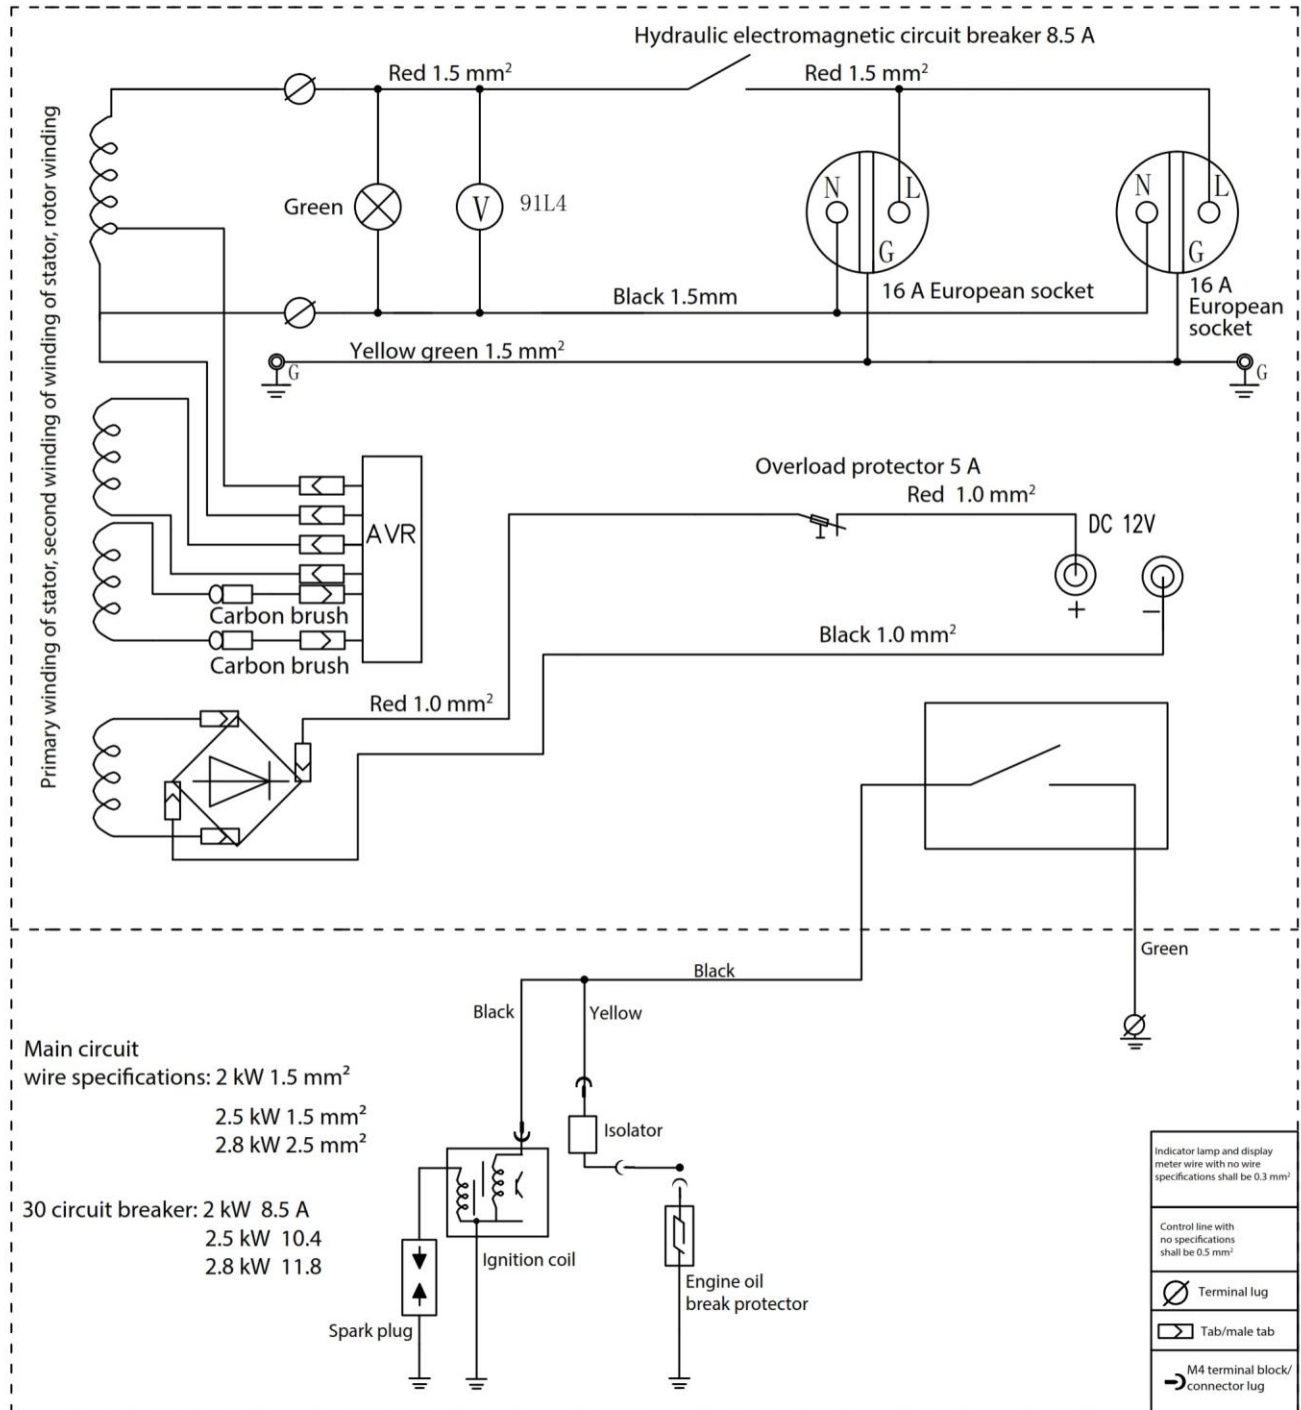 Hydraulic electromagnetic circuit breaker 8.5 A
Red 1.5 mm²
Red 1.5 mm²
Primary winding of stator, second winding of winding of stator, rotor winding
Green
V
91L4
N
L
G
N
L
G
Black 1.5mm
16 A European socket
16 A
European
socket
Yellow green 1.5 mm²
G
G
AVR
Carbon brush
Carbon brush
Overload protector 5 A
Red 1.0 mm²
DC 12V
+
−
Black 1.0 mm²
Red 1.0 mm²
Green
Black
Black
Yellow
Main circuit
wire specifications: 2 kW 1.5 mm²
2.5 kW 1.5 mm²
2.8 kW 2.5 mm²
30 circuit breaker: 2 kW 8.5 A
2.5 kW 10.4
2.8 kW 11.8
Isolator
Ignition coil
Engine oil
break protector
Spark plug
Indicator lamp and display
meter wire with no wire
specifications shall be 0.3 mm²
Control line with
no specifications
shall be 0.5 mm²
Terminal lug
Tab/male tab
M4 terminal block/
connector lug